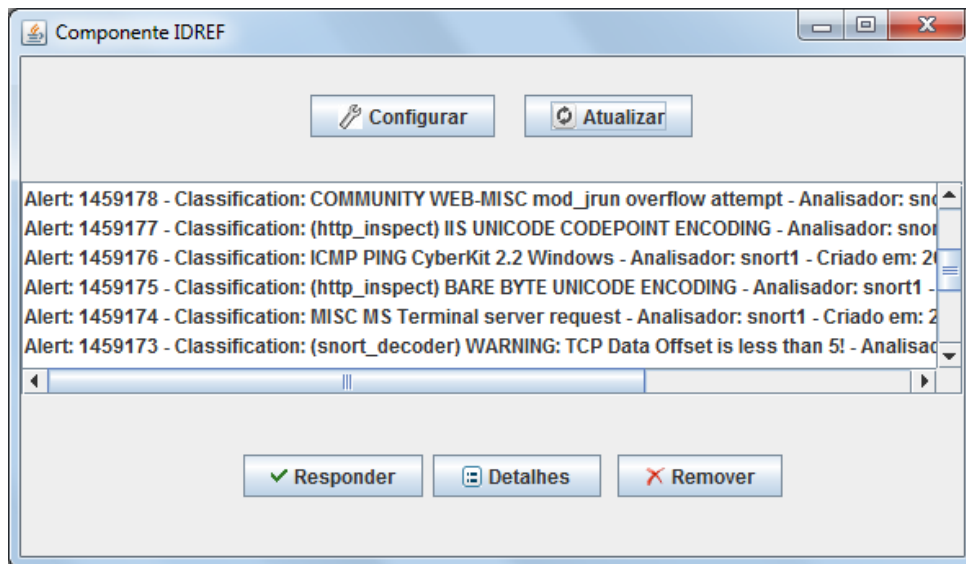 Componente IDREF
Configurar Atualizar
Alert: 1459178 - Classification: COMMUNITY WEB-MISC mod_jrun overflow attempt - Analisador:
Alert: 1459177 - Classification: (http_inspect) IIS UNICODE CODEPOINT ENCODING - Analisador:
Alert: 1459176 - Classification: ICMP PING CyberKit 2.2 Windows - Analisador: snort1 - Criado em:
Alert: 1459175 - Classification: (http_inspect) BARE BYTE UNICODE ENCODING - Analisador: snort1 -
Alert: 1459174 - Classification: MISC MS Terminal server request - Analisador: snort1 - Criado em: 2
Alert: 1459173 - Classification: (snort_decoder) WARNING: TCP Data Offset is less than 5! -
Responder Detalhes Remover